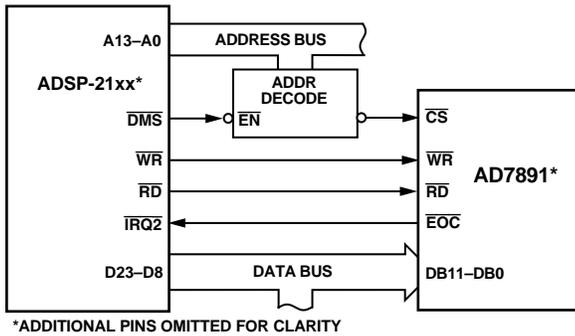 A13–A0
ADDRESS BUS
ADSP-21xx*
ADDR
DECODE
DMS
EN
CS
WR
WR
AD7891*
RD
RD
IRQ2
EOC
D23–D8
DATA BUS
DB11–DB0
*ADDITIONAL PINS OMITTED FOR CLARITY